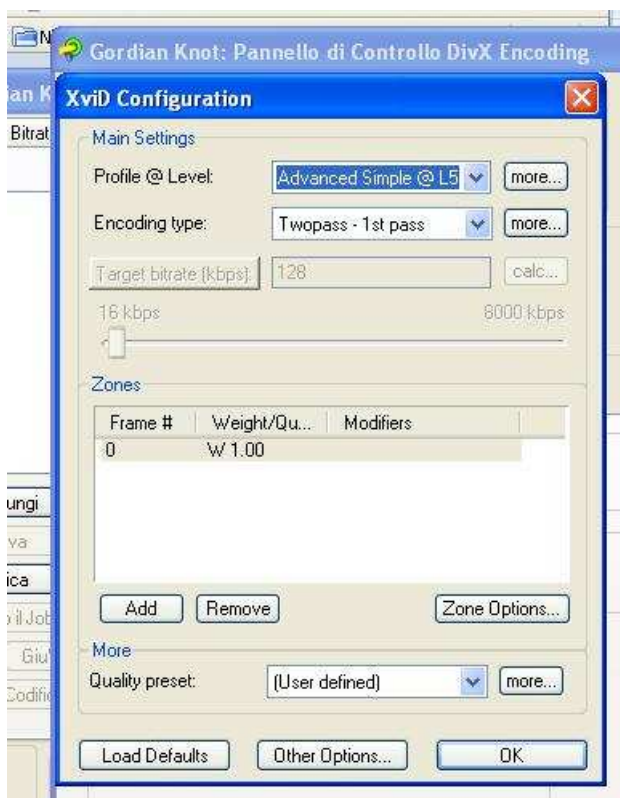 Gordian Knot: Pannello di Controllo DivX Encoding
XviD Configuration
Bitrat
Main Settings
Profile @ Level: Advanced Simple @ L5 more...
Encoding type: Twopass - 1st pass more...
Target bitrate (kbps): 128 calc...
16 kbps 8000 kbps
Zones
Frame # Weight/Qu... Modifiers
0 W 1.00
ungi
va
ica
Add Remove Zone Options...
o il Job
Giu'
Codific
More
Quality preset: (User defined) more...
Load Defaults Other Options... OK